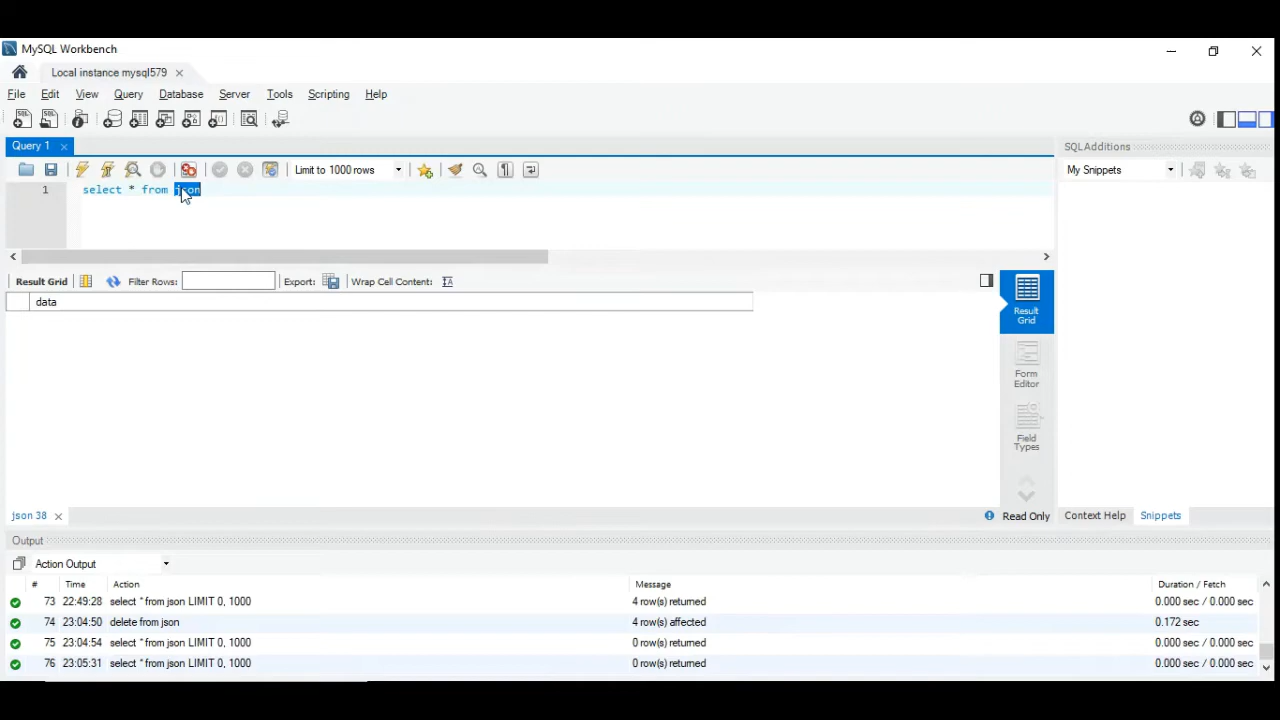 MySQL Workbench
Local instance mysql579
File Edit View Query Database Server Tools Scripting Help
Query 1
SQLAdditions
Limit to 1000 rows
My Snippets
1 select * from json
Result Grid Filter Rows: Export: Wrap Cell Content:
data
Result
Grid
Form
Editor
Field
Types
json 38
Read Only
Context Help Snippets
Output
Action Output
# Time Action Message Duration / Fetch
73 22:49:28 select * from json LIMIT 0, 1000 4 row(s) returned 0.000 sec / 0.000 sec
74 23:04:50 delete from json 4 row(s) affected 0.172 sec
75 23:04:54 select * from json LIMIT 0, 1000 0 row(s) returned 0.000 sec / 0.000 sec
76 23:05:31 select * from json LIMIT 0, 1000 0 row(s) returned 0.000 sec / 0.000 sec